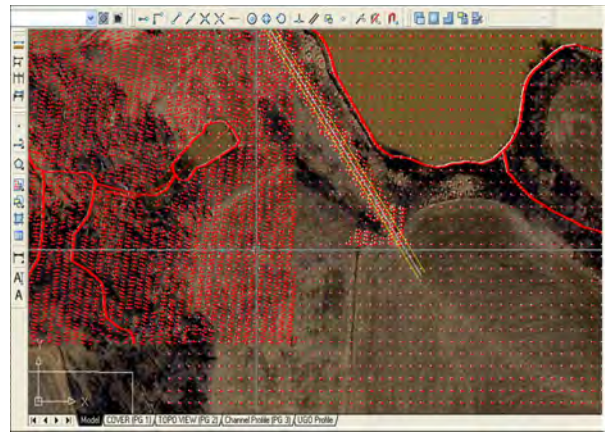 A
A
Y
X
Model COVER (PG 1) TOPO VIEW (PG 2) Channel Profile (PG 3) UGO Profile